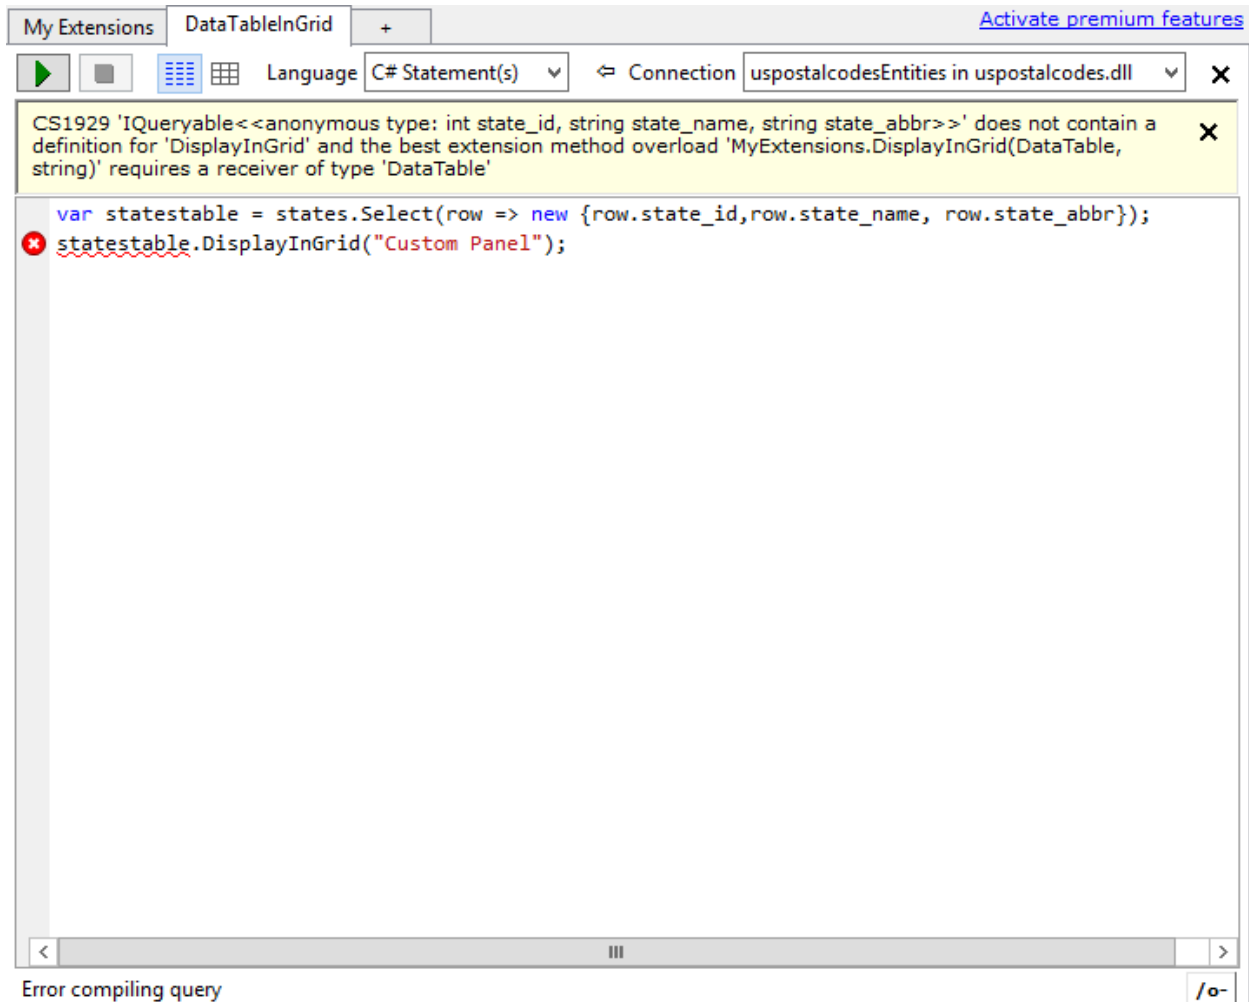 My Extensions DataTableInGrid + Activate premium features
Language C# Statement(s) Connection uspostalcodesEntities in uspostalcodes.dll
CS1929 'IQueryable<<anonymous type: int state_id, string state_name, string state_abbr>>' does not contain a
definition for 'DisplayInGrid' and the best extension method overload 'MyExtensions.DisplayInGrid(DataTable,
string)' requires a receiver of type 'DataTable'
var statestable = states.Select(row => new {row.state_id,row.state_name, row.state_abbr});
statestable.DisplayInGrid("Custom Panel");
Error compiling query /o-